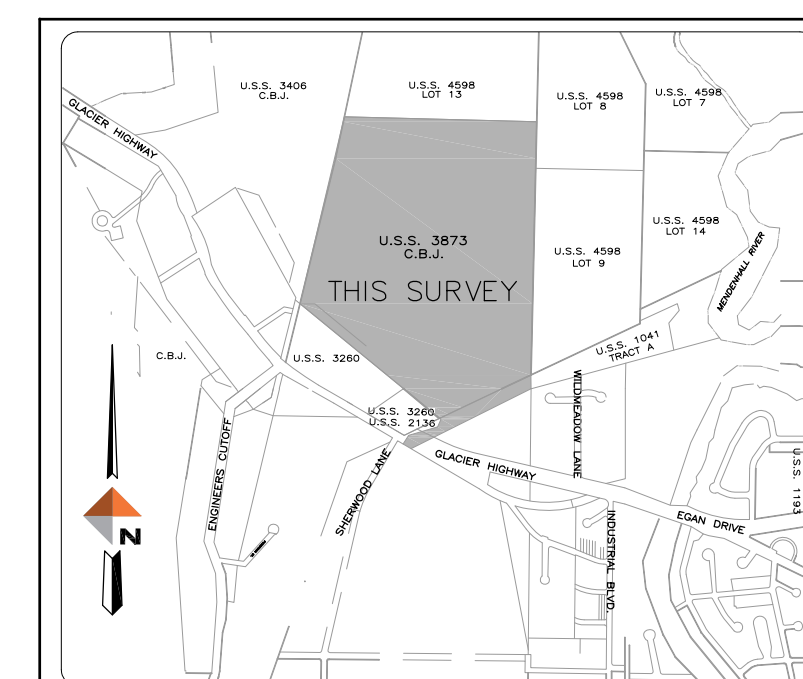 U.S.S. 3406
C.B.J.
U.S.S. 4598
LOT 13
U.S.S. 4598
LOT 8
U.S.S. 4598
LOT 7
GLACIER HIGHWAY
U.S.S. 3873
C.B.J.
THIS SURVEY
U.S.S. 4598
LOT 9
U.S.S. 4598
LOT 14
MENDENHALL RIVER
C.B.J.
U.S.S. 3260
U.S.S. 1041
TRACT A
U.S.S. 3260
U.S.S. 2136
WILDMEADOW LANE
ENGINEERS CUTOFF
SHERWOOD LANE
GLACIER HIGHWAY
U.S.S. 1193
EGAN DRIVE
INDUSTRIAL BLVD.
N